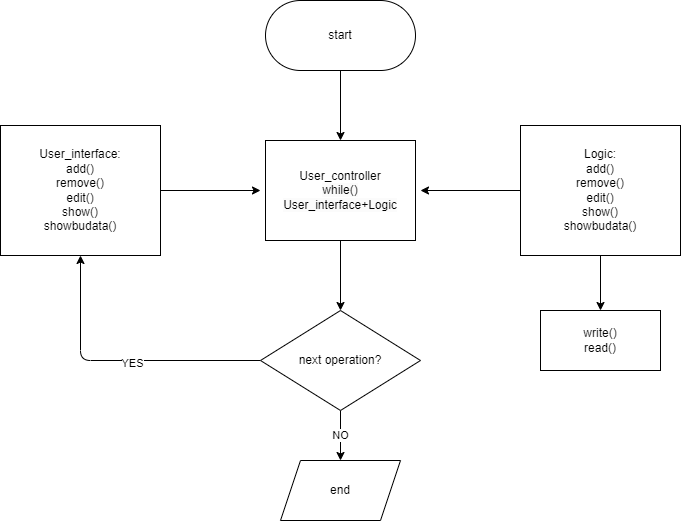 start
User_interface:
add()
remove()
edit()
show()
showbudata()
User_controller
while()
User_interface+Logic
Logic:
add()
remove()
edit()
show()
showbudata()
next operation?
write()
read()
YES
NO
end